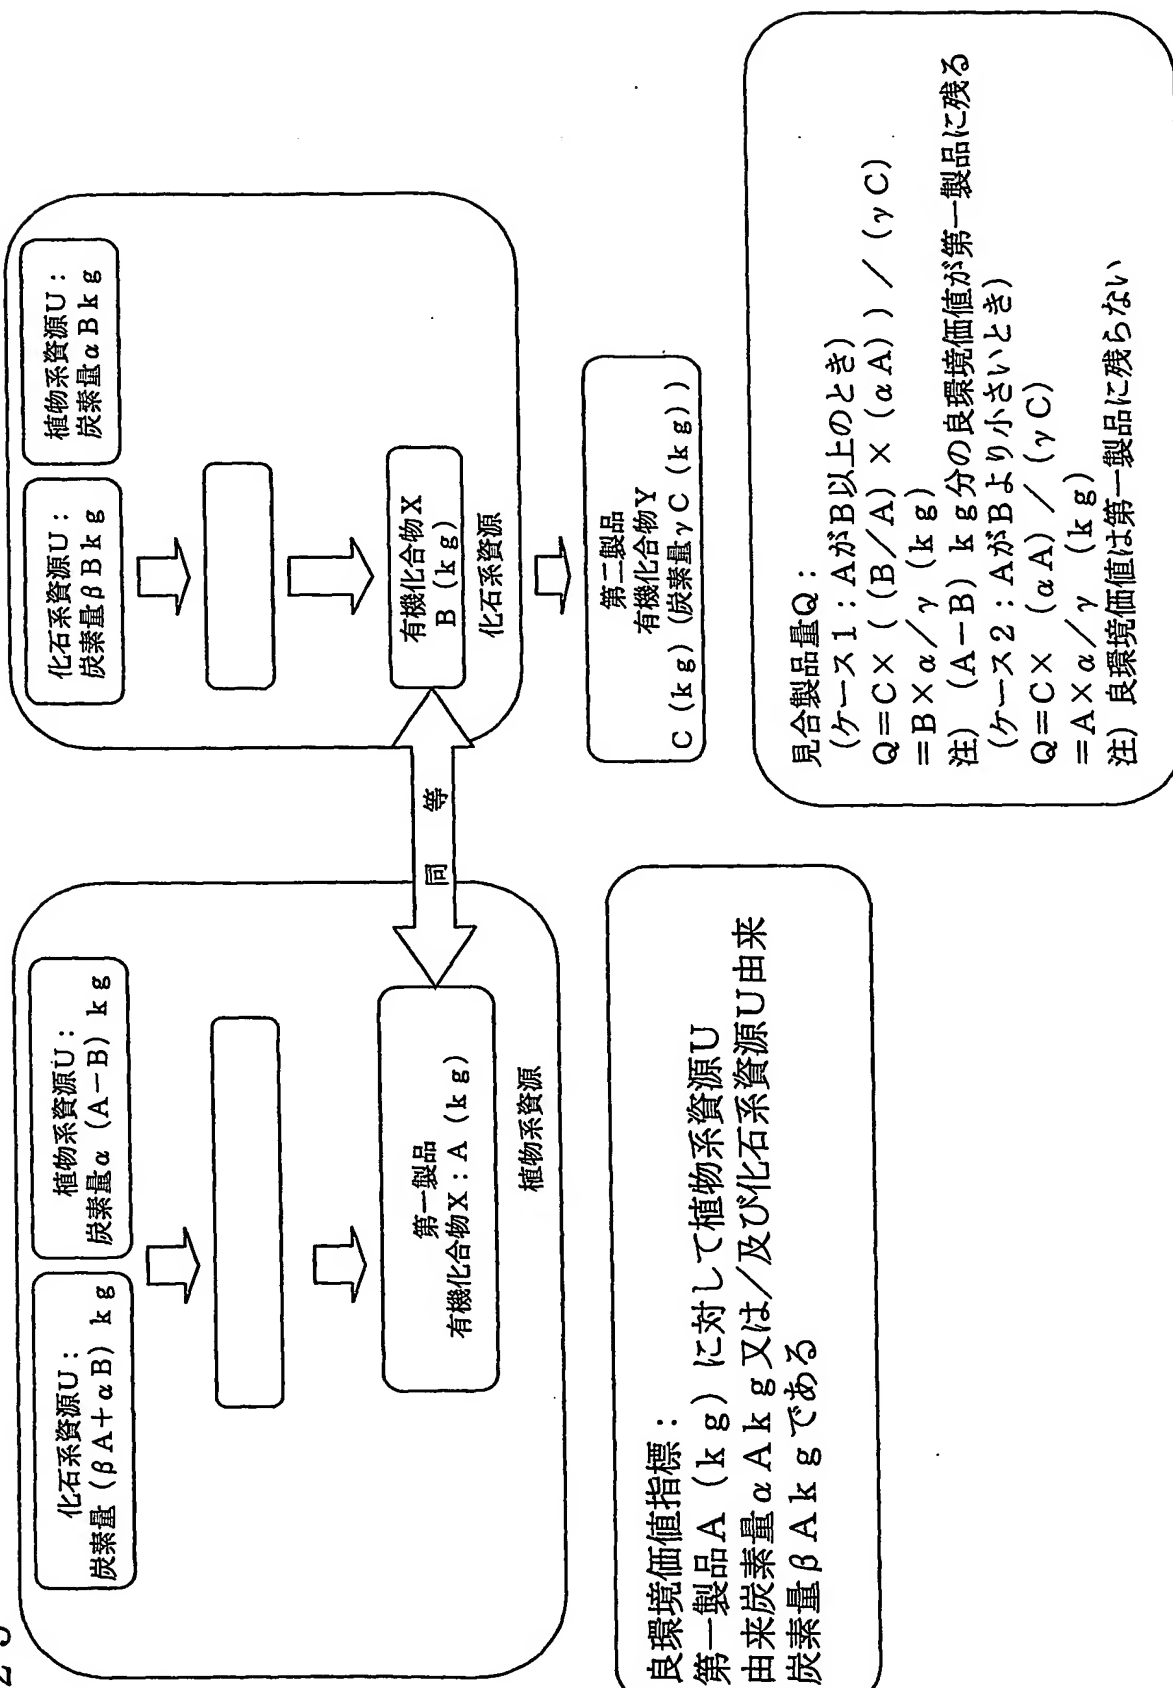 化石系資源U：
炭素量（βA＋αB）kg
植物系資源U：
炭素量α（A－B）kg
第一製品
有機化合物X：A（kg）
植物系資源
同 等
化石系資源U：
炭素量βBkg
植物系資源U：
炭素量αBkg
有機化合物X
B（kg）
化石系資源
第二製品
有機化合物Y
C（kg）（炭素量γC（kg））
良環境価値指標：
第一製品A（kg）に対して植物系資源U
由来炭素量αAkg又は/及び化石系資源U由来
炭素量βAkgである
見合製品量Q：
（ケース1：AがB以上のとき）
Q＝C×（（B/A）×（αA））/（γC）
＝B×α/γ（kg）
注）（A－B）kg分の良環境価値が第一製品に残る
（ケース2：AがBより小さいとき）
Q＝C×（αA）/（γC）
＝A×α/γ（kg）
注）良環境価値は第一製品に残らない